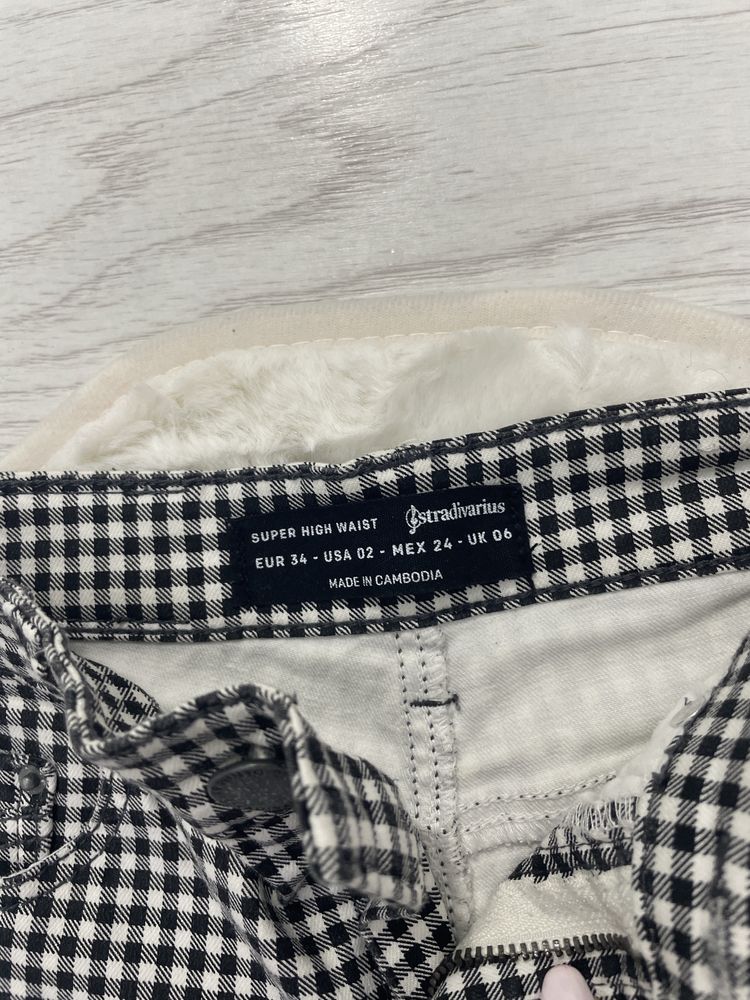 SUPER HIGH WAIST stradivarius
EUR 34 - USA 02 - MEX 24 - UK 06
MADE IN CAMBODIA